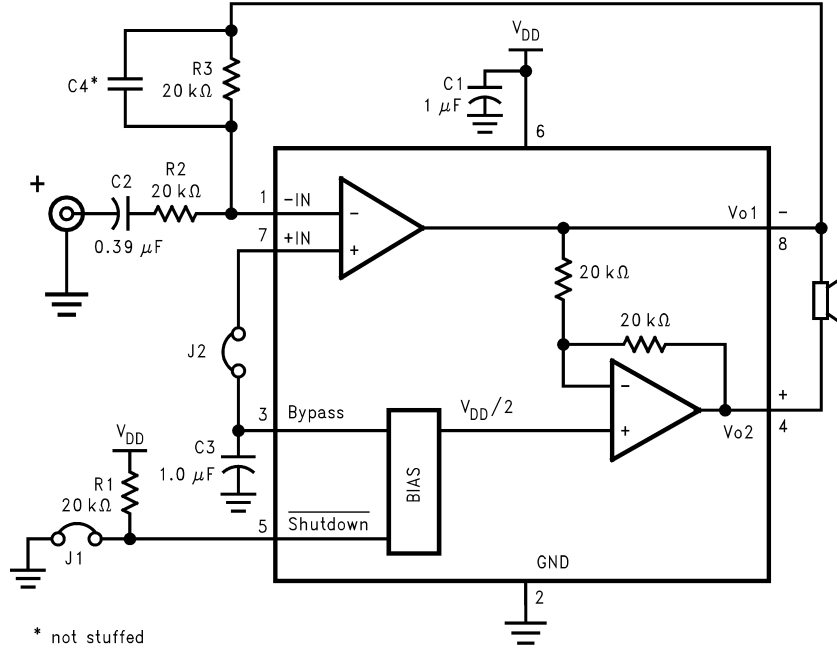 V_DD
R3
20 kΩ
C4*
C1
1 μF
6
+
C2
R2
20 kΩ
0.39 μF
1
-IN
7
+IN
-
+
Vo1
-
8
20 kΩ
20 kΩ
J2
3
Bypass
V_DD/2
-
+
+
4
Vo2
C3
1.0 μF
V_DD
R1
20 kΩ
BIAS
5
Shutdown
J1
GND
2
* not stuffed